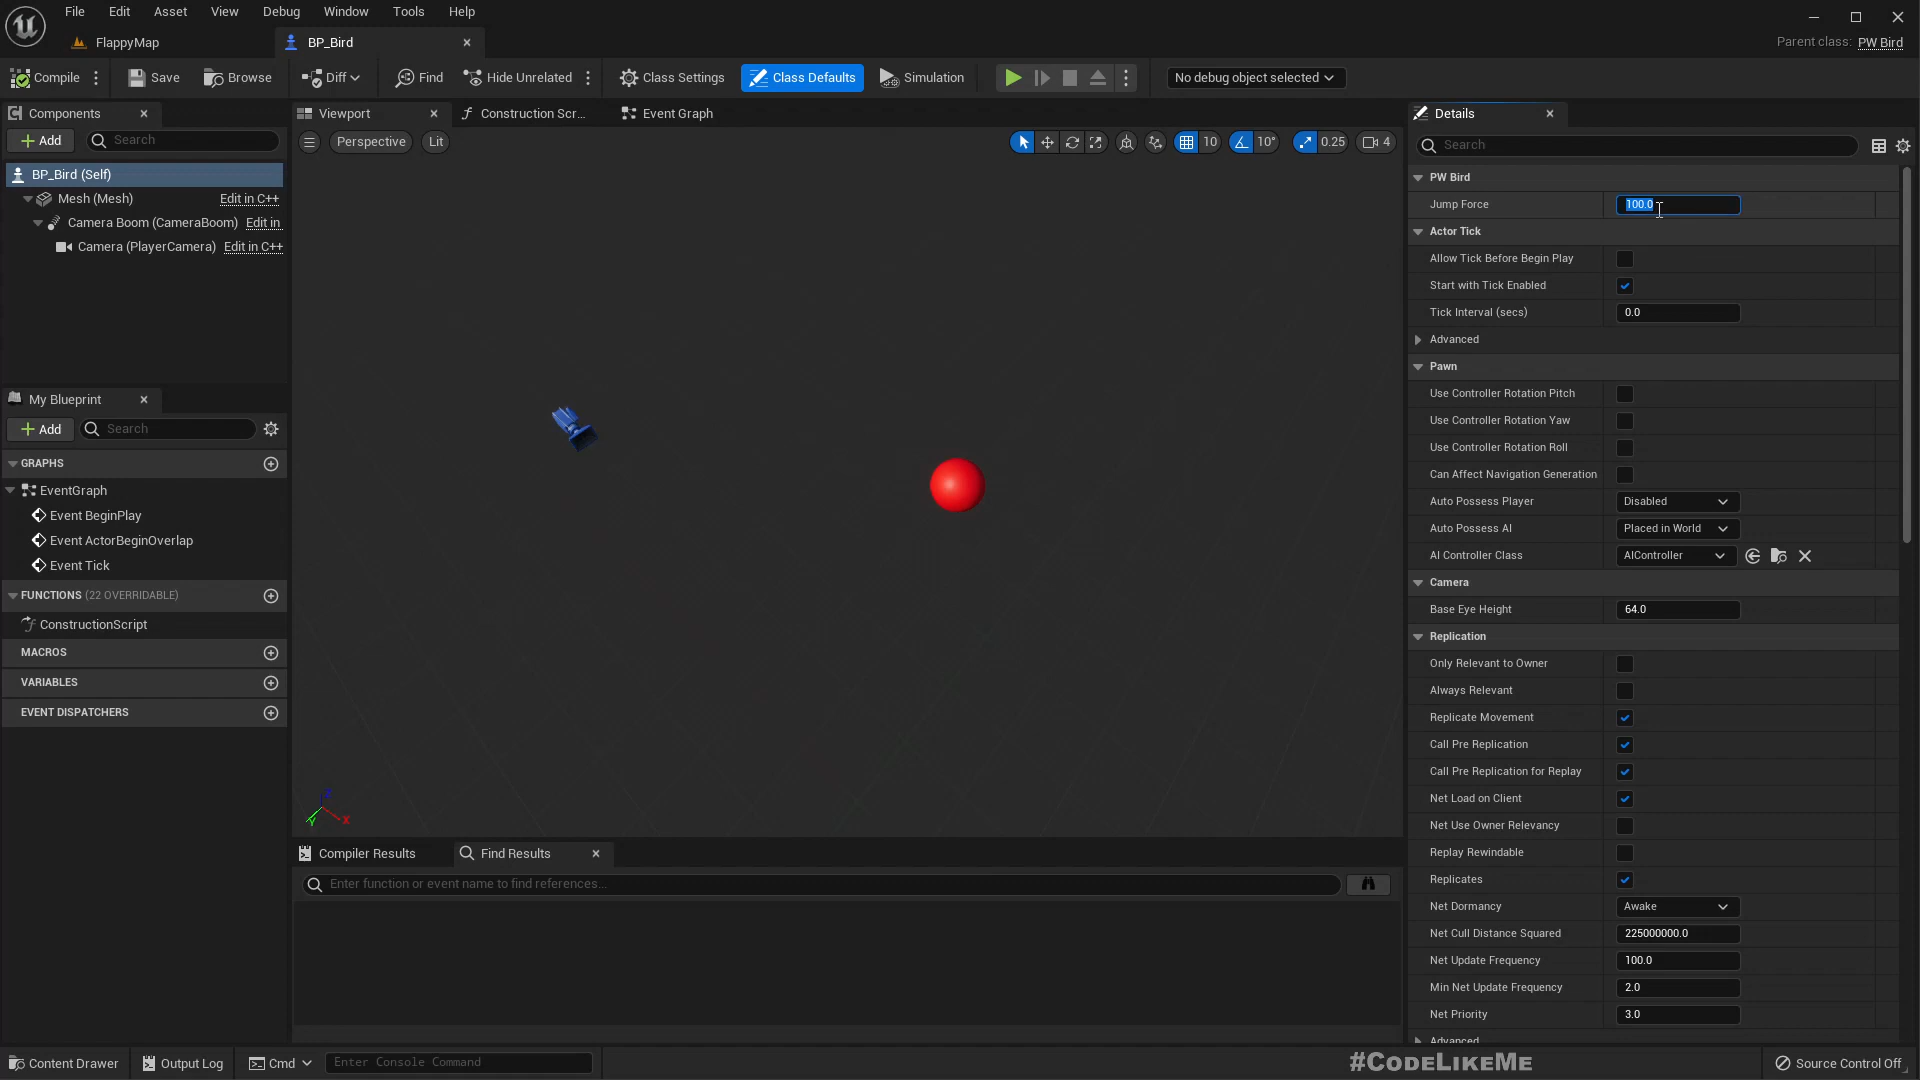 File Edit Asset View Debug Window Tools Help
FlappyMap BP_Bird
Parent class: PW Bird
Compile Save Browse Diff Find Hide Unrelated Class Settings Class Defaults Simulation No debug object selected
Components
Add Search
BP_Bird (Self)
Mesh (Mesh) Edit in C++
Camera Boom (CameraBoom) Edit in
Camera (PlayerCamera) Edit in C++
My Blueprint
Add Search
GRAPHS
EventGraph
Event BeginPlay
Event ActorBeginOverlap
Event Tick
FUNCTIONS (22 OVERRIDABLE)
ConstructionScript
MACROS
VARIABLES
EVENT DISPATCHERS
Viewport Construction Scr... Event Graph
Perspective Lit 10 10° 0.25 4
Z
X
Y
Compiler Results Find Results
Enter function or event name to find references...
Details
Search
PW Bird
Jump Force 100.0
Actor Tick
Allow Tick Before Begin Play
Start with Tick Enabled
Tick Interval (secs) 0.0
Advanced
Pawn
Use Controller Rotation Pitch
Use Controller Rotation Yaw
Use Controller Rotation Roll
Can Affect Navigation Generation
Auto Possess Player Disabled
Auto Possess AI Placed in World
AI Controller Class AIController
Camera
Base Eye Height 64.0
Replication
Only Relevant to Owner
Always Relevant
Replicate Movement
Call Pre Replication
Call Pre Replication for Replay
Net Load on Client
Net Use Owner Relevancy
Replay Rewindable
Replicates
Net Dormancy Awake
Net Cull Distance Squared 225000000.0
Net Update Frequency 100.0
Min Net Update Frequency 2.0
Net Priority 3.0
Advanced
Content Drawer Output Log Cmd Enter Console Command
#CodeLikeMe
Source Control Off